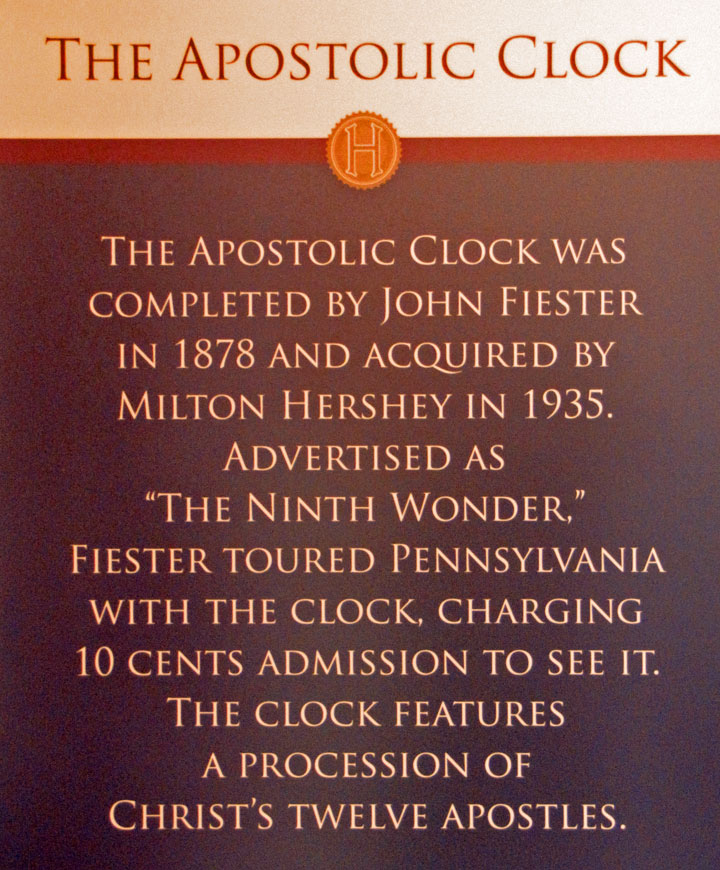 THE APOSTOLIC CLOCK
H
THE APOSTOLIC CLOCK WAS
COMPLETED BY JOHN FIESTER
IN 1878 AND ACQUIRED BY
MILTON HERSHEY IN 1935.
ADVERTISED AS
“THE NINTH WONDER,”
FIESTER TOURED PENNSYLVANIA
WITH THE CLOCK, CHARGING
10 CENTS ADMISSION TO SEE IT.
THE CLOCK FEATURES
A PROCESSION OF
CHRIST’S TWELVE APOSTLES.